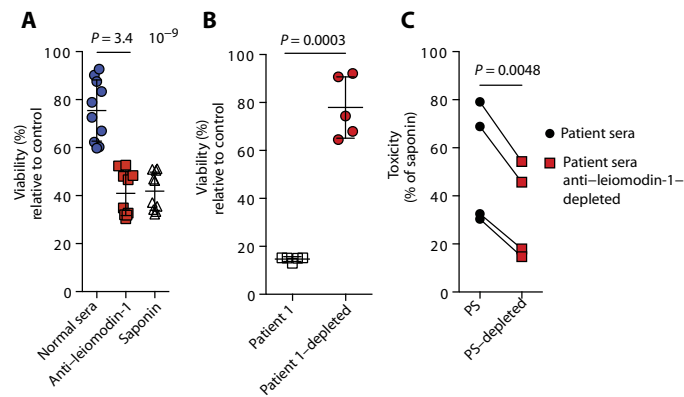 A
P = 3.4 10⁻⁹
100
80
60
40
20
0
Viability (%)
relative to control
Normal sera
Anti–leiomodin-1
Saponin
B
P = 0.0003
100
80
60
40
20
0
Viability (%)
relative to control
Patient 1
Patient 1–depleted
C
P = 0.0048
100
80
60
40
20
0
Toxicity
(% of saponin)
PS
PS–depleted
Patient sera
Patient sera
anti–leiomodin-1–
depleted